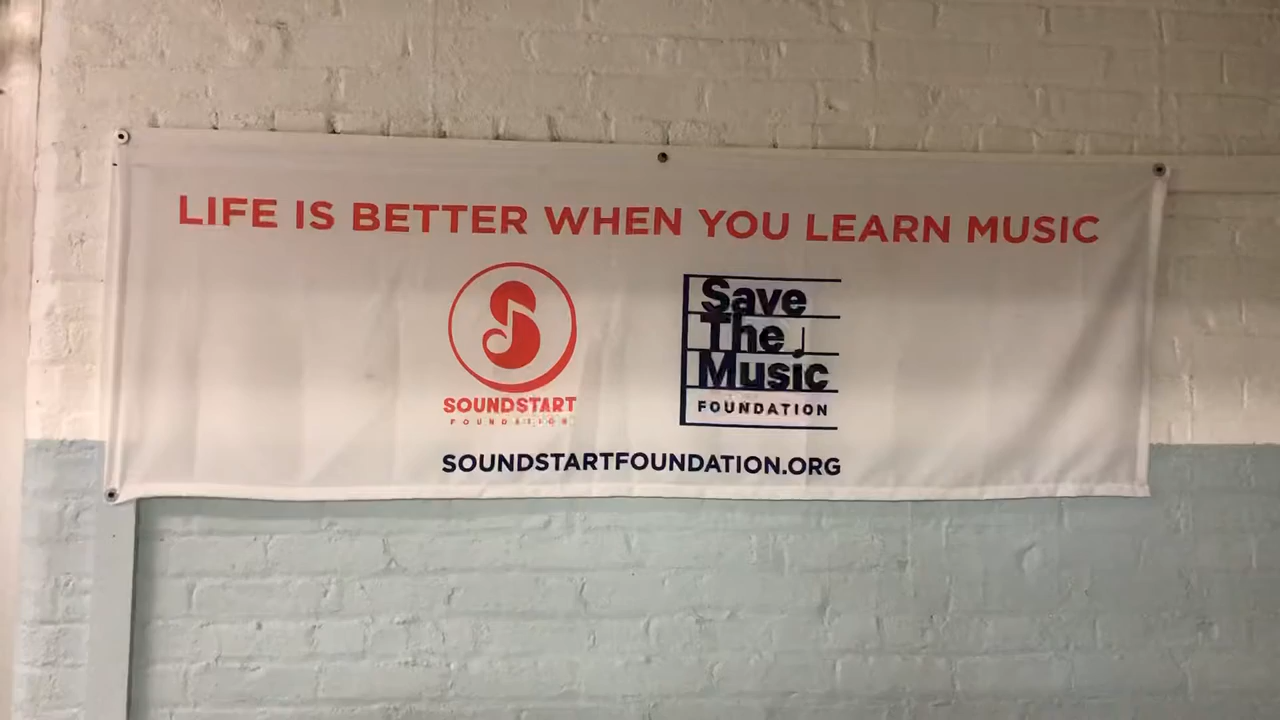 LIFE IS BETTER WHEN YOU LEARN MUSIC
SOUNDSTART
FOUNDATION
Save
The
Music
FOUNDATION
SOUNDSTARTFOUNDATION.ORG